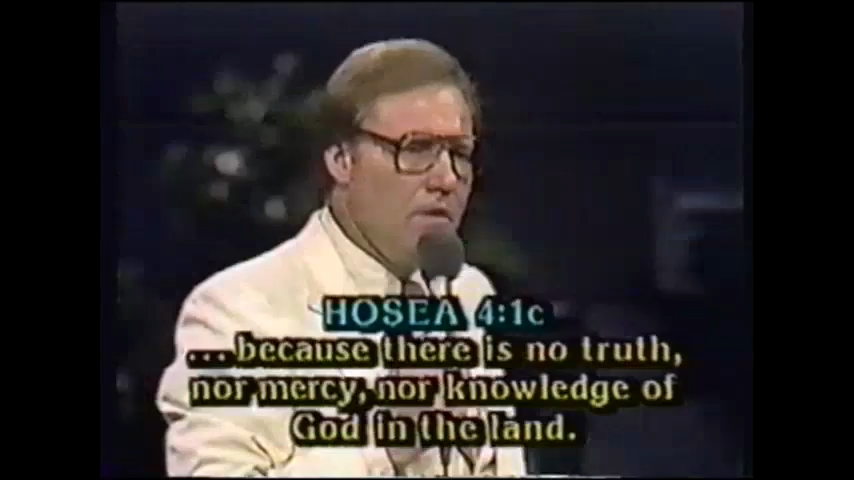 HOSEA 4:1c
...because there is no truth,
nor mercy, nor knowledge of
God in the land.